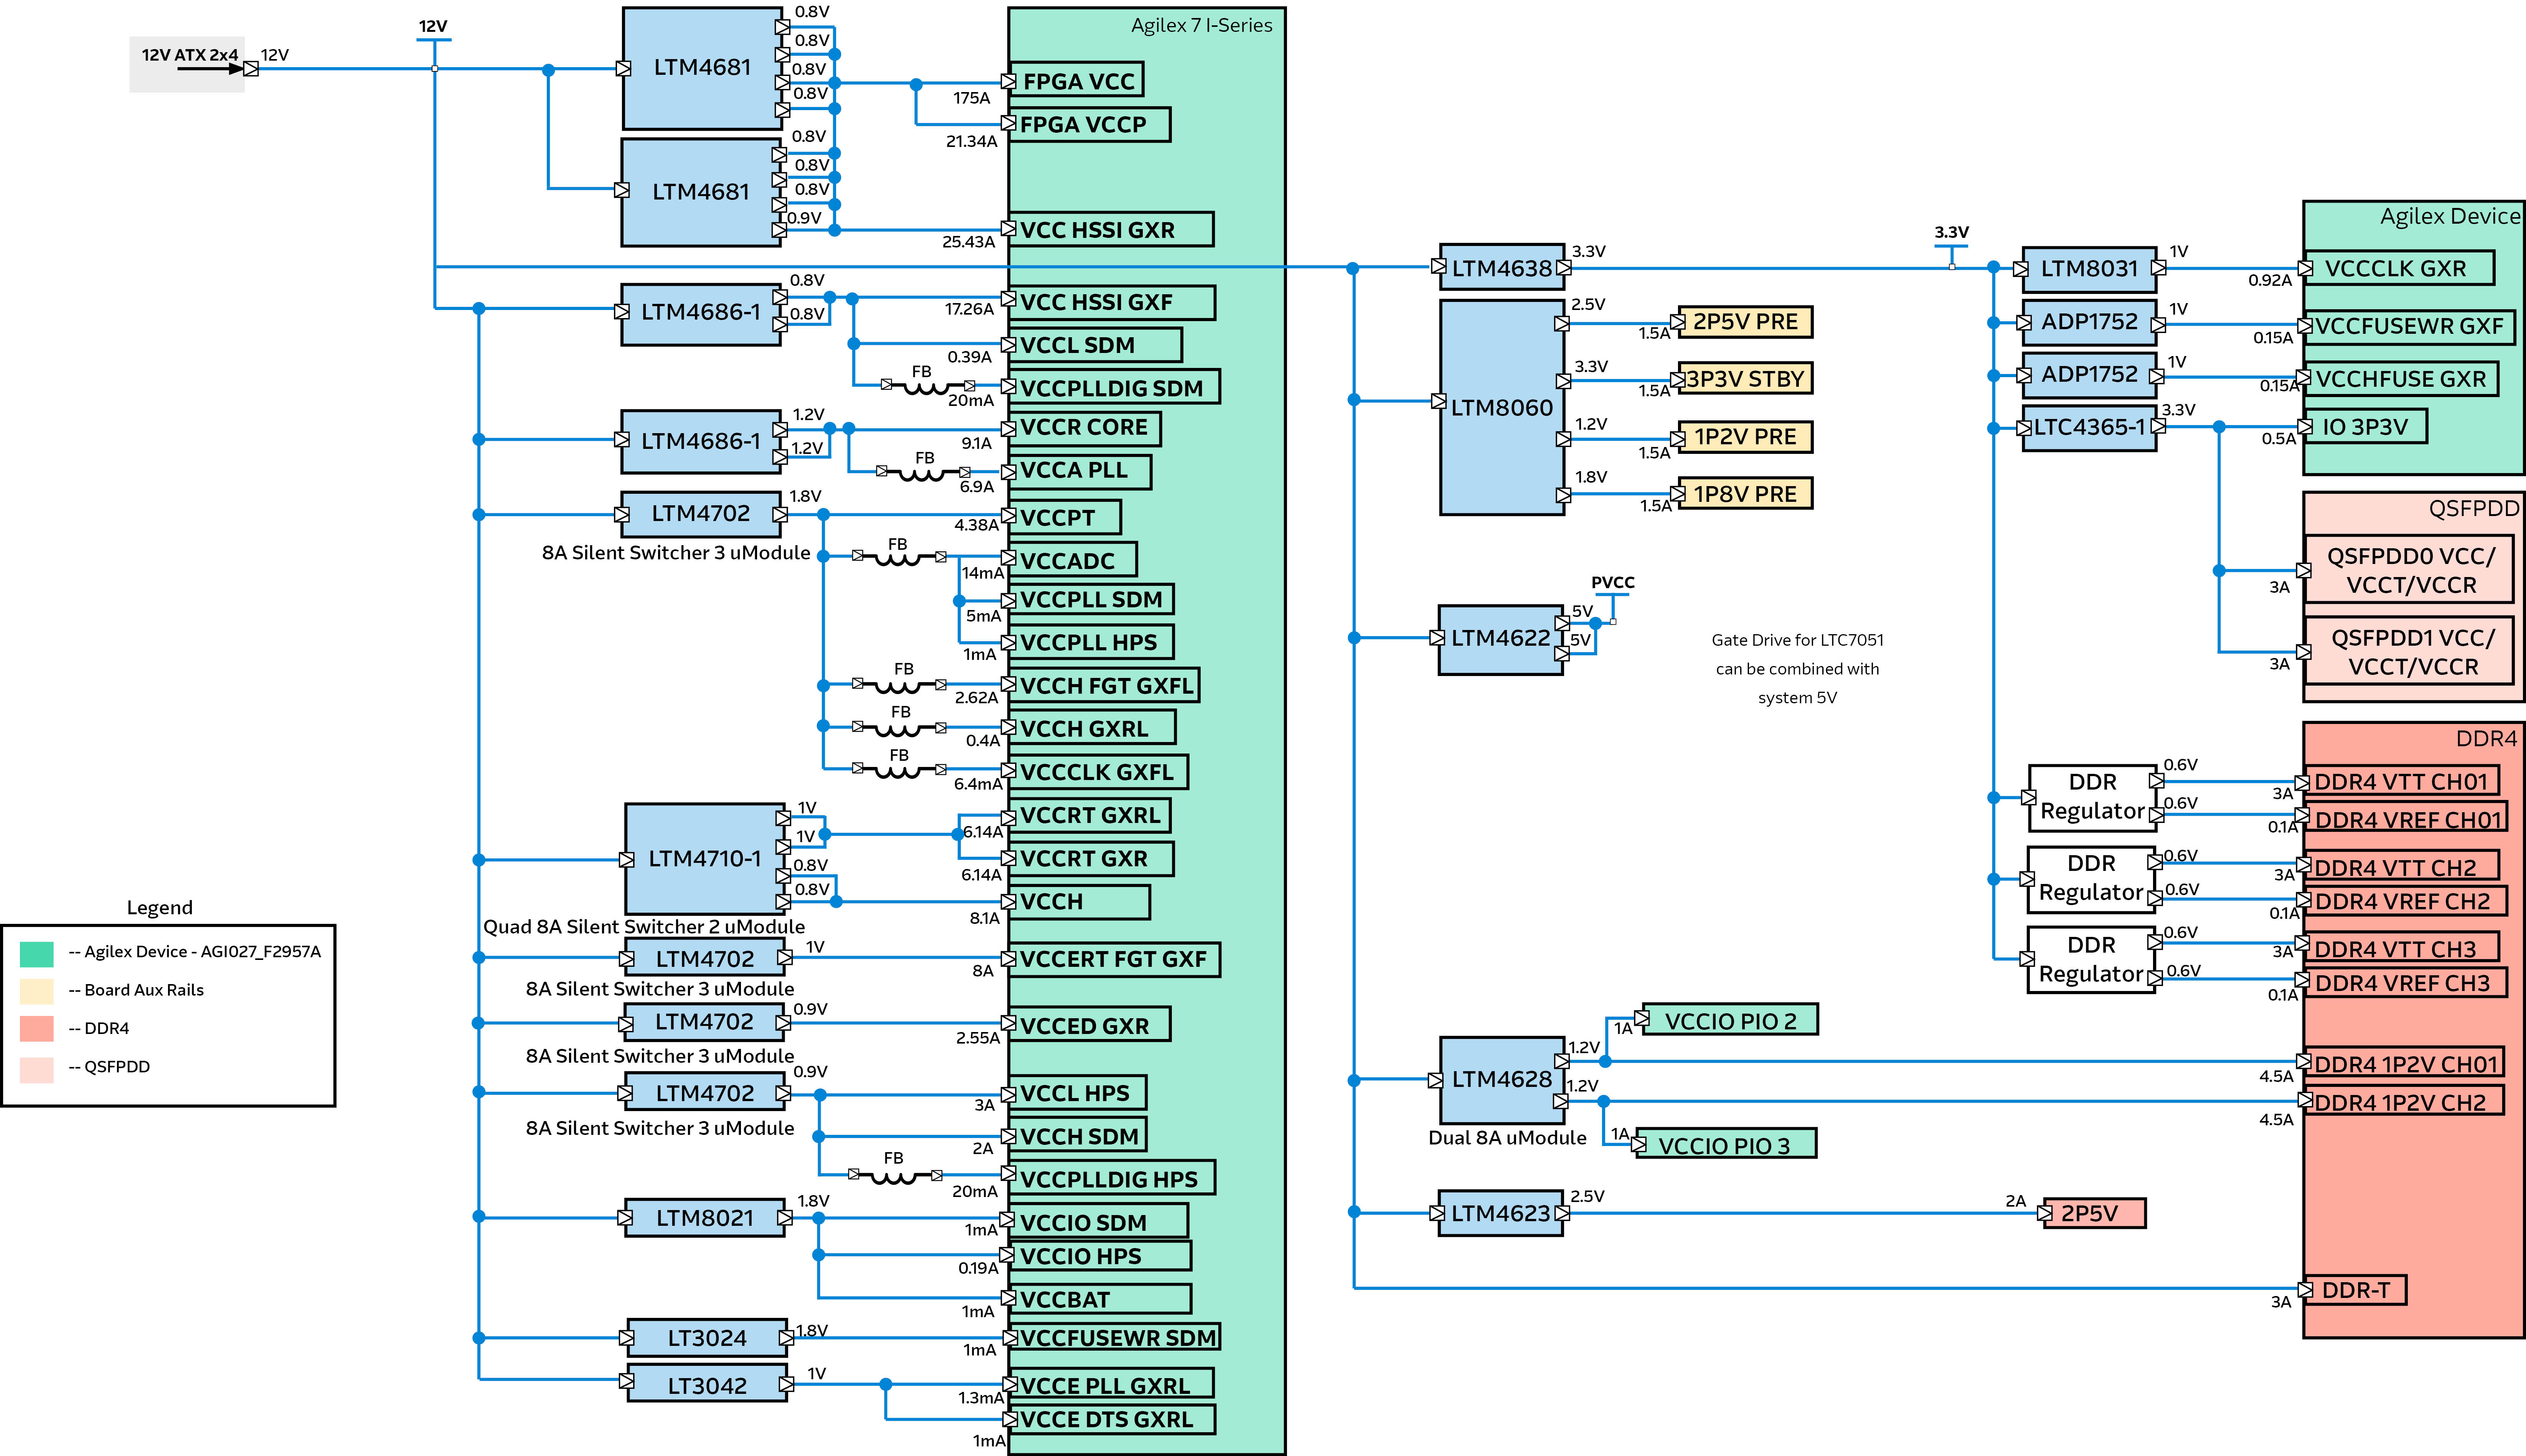 12V ATX 2x4
12V
12V
LTM4681
0.8V
0.8V
0.8V
0.8V
LTM4681
0.8V
0.8V
0.8V
0.9V
Agilex 7 I-Series
FPGA VCC
175A
FPGA VCCP
21.34A
VCC HSSI GXR
25.43A
LTM4686-1
0.8V
0.8V
VCC HSSI GXF
17.26A
VCCL SDM
0.39A
FB
VCCPLLDIG SDM
20mA
LTM4686-1
1.2V
1.2V
VCCR CORE
9.1A
FB
VCCA PLL
6.9A
LTM4702
1.8V
8A Silent Switcher 3 uModule
VCCPT
4.38A
FB
VCCADC
14mA
VCCPLL SDM
5mA
VCCPLL HPS
1mA
FB
VCCH FGT GXFL
2.62A
FB
VCCH GXRL
0.4A
FB
VCCCLK GXFL
6.4mA
LTM4710-1
1V
1V
0.8V
0.8V
Quad 8A Silent Switcher 2 uModule
VCCRT GXRL
6.14A
VCCRT GXR
6.14A
VCCH
8.1A
LTM4702
1V
8A Silent Switcher 3 uModule
VCCERT FGT GXF
8A
LTM4702
0.9V
8A Silent Switcher 3 uModule
VCCED GXR
2.55A
LTM4702
0.9V
8A Silent Switcher 3 uModule
VCCL HPS
3A
VCCH SDM
2A
FB
VCCPLLDIG HPS
20mA
LTM8021
1.8V
VCCIO SDM
1mA
VCCIO HPS
0.19A
VCCBAT
1mA
LT3024
1.8V
VCCFUSEWR SDM
1mA
LT3042
1V
VCCE PLL GXRL
1.3mA
VCCE DTS GXRL
1mA
Legend
-- Agilex Device - AGI027_F2957A
-- Board Aux Rails
-- DDR4
-- QSFPDD
LTM4638
3.3V
3.3V
LTM8060
2.5V
1.5A
2P5V PRE
3.3V
1.5A
3P3V STBY
1.2V
1.5A
1P2V PRE
1.8V
1.5A
1P8V PRE
LTM4622
5V
5V
PVCC
Gate Drive for LTC7051
can be combined with
system 5V
LTM4628
1.2V
1.2V
Dual 8A uModule
1A
VCCIO PIO 2
1A
VCCIO PIO 3
LTM4623
2.5V
2A
2P5V
LTM8031
1V
0.92A
ADP1752
1V
0.15A
ADP1752
1V
0.15A
LTC4365-1
3.3V
0.5A
Agilex Device
VCCCLK GXR
VCCFUSEWR GXF
VCCHFUSE GXR
IO 3P3V
QSFPDD
QSFPDD0 VCC/
VCCT/VCCR
3A
QSFPDD1 VCC/
VCCT/VCCR
3A
DDR4
DDR
Regulator
0.6V
3A
DDR4 VTT CH01
0.6V
0.1A
DDR4 VREF CH01
DDR
Regulator
0.6V
3A
DDR4 VTT CH2
0.6V
0.1A
DDR4 VREF CH2
DDR
Regulator
0.6V
3A
DDR4 VTT CH3
0.6V
0.1A
DDR4 VREF CH3
DDR4 1P2V CH01
4.5A
DDR4 1P2V CH2
4.5A
DDR-T
3A